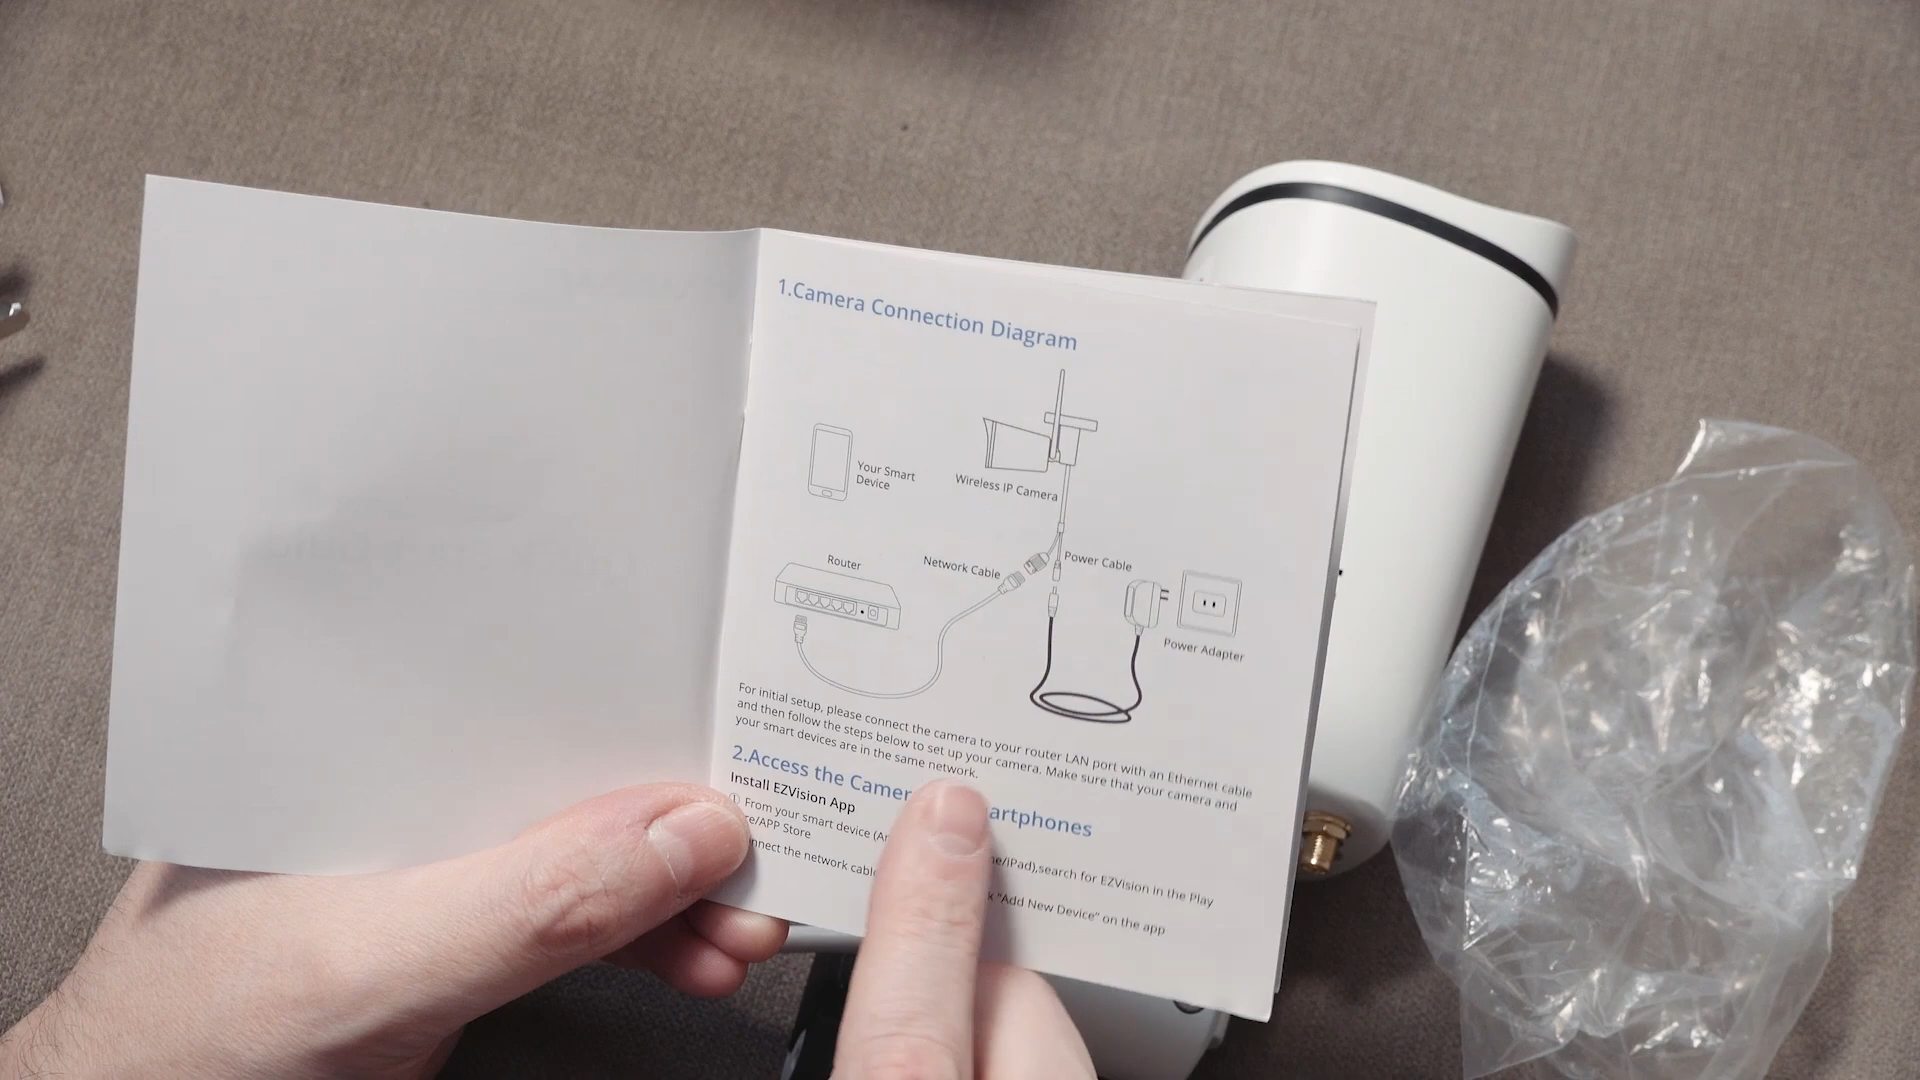 1.Camera Connection Diagram
Your Smart
Device
Wireless IP Camera
Router
Network Cable
Power Cable
Power Adapter
For initial setup, please connect the camera to your router LAN port with an Ethernet cable
and then follow the steps below to set up your camera. Make sure that your camera and
your smart devices are in the same network.
2.Access the Camer artphones
Install EZVision App
① From your smart device (An ne/iPad),search for EZVision in the Play
re/APP Store
nnect the network cable "Add New Device" on the app